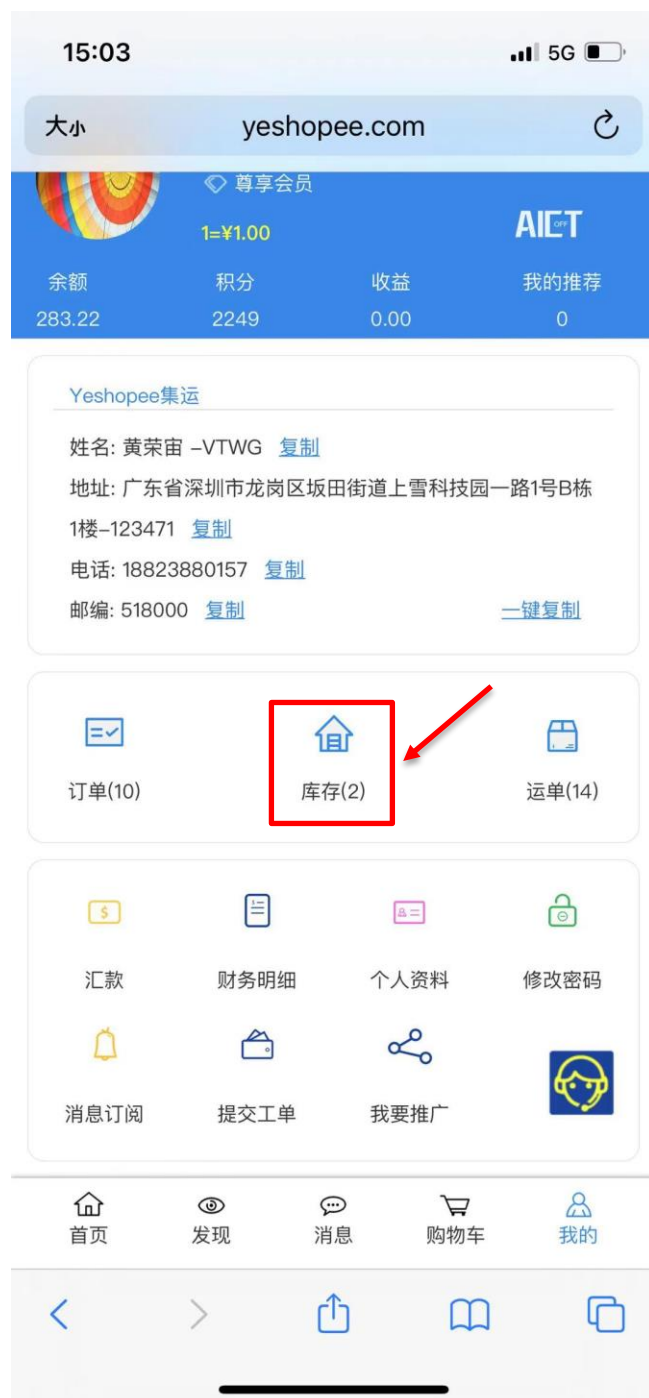 15:03
5G
大小 yeshopee.com
尊享会员
1=¥1.00
AICT
OFF
余额 积分 收益 我的推荐
283.22 2249 0.00 0
Yeshopee集运
姓名: 黄荣宙 –VTWG 复制
地址: 广东省深圳市龙岗区坂田街道上雪科技园一路1号B栋
1楼–123471 复制
电话: 18823880157 复制
邮编: 518000 复制 一键复制
订单(10) 库存(2) 运单(14)
汇款 财务明细 个人资料 修改密码
消息订阅 提交工单 我要推广
首页 发现 消息 购物车 我的